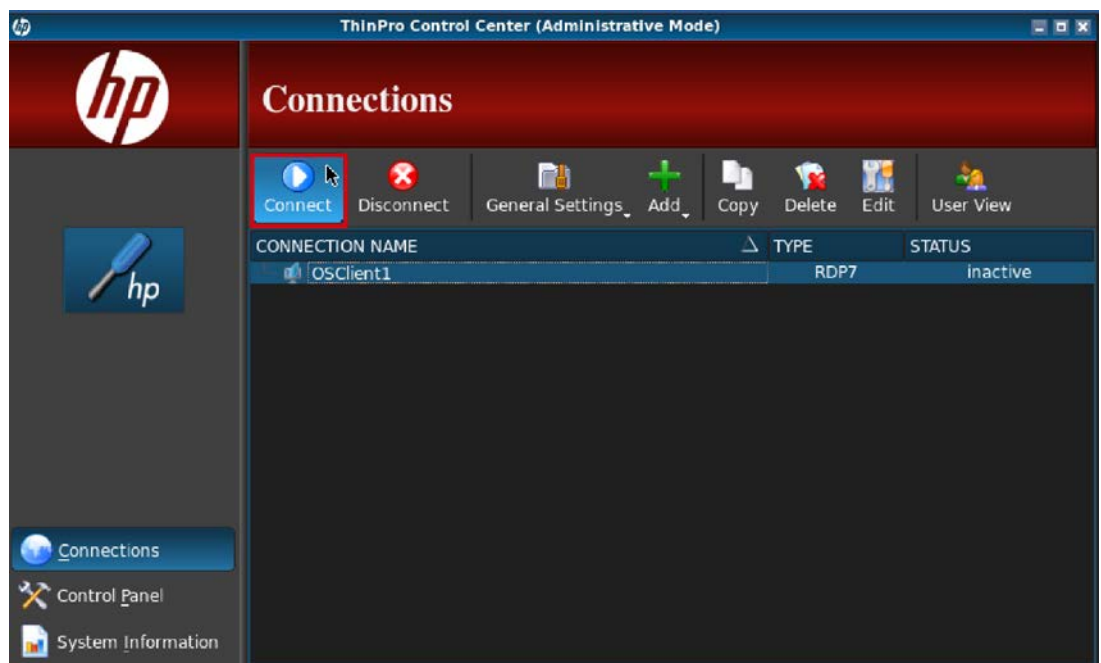 ThinPro Control Center (Administrative Mode)
hp
Connections
Connect Disconnect General Settings Add Copy Delete Edit User View
CONNECTION NAME TYPE STATUS
OSClient1 RDP7 inactive
hp
Connections
Control Panel
System Information